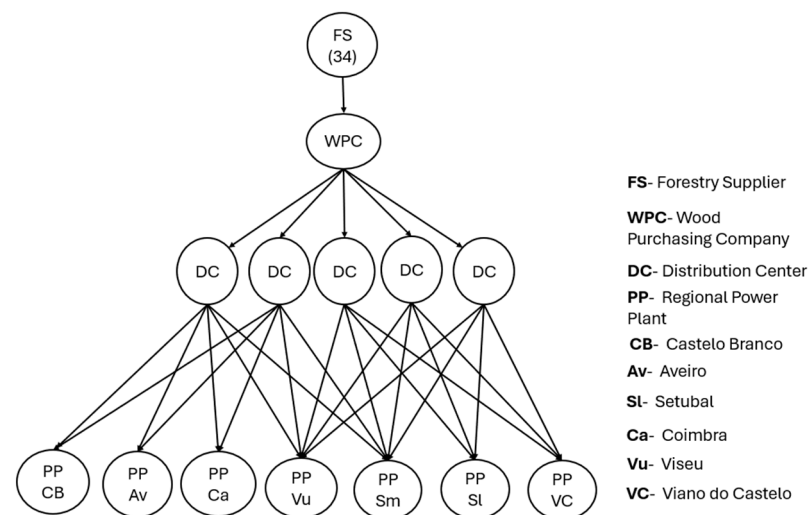 FS
(34)
WPC
DC
DC
DC
DC
DC
PP
CB
PP
Av
PP
Ca
PP
Vu
PP
Sm
PP
Sl
PP
VC
FS- Forestry Supplier
WPC- Wood
Purchasing Company
DC- Distribution Center
PP- Regional Power
Plant
CB- Castelo Branco
Av- Aveiro
Sl- Setubal
Ca- Coimbra
Vu- Viseu
VC- Viano do Castelo